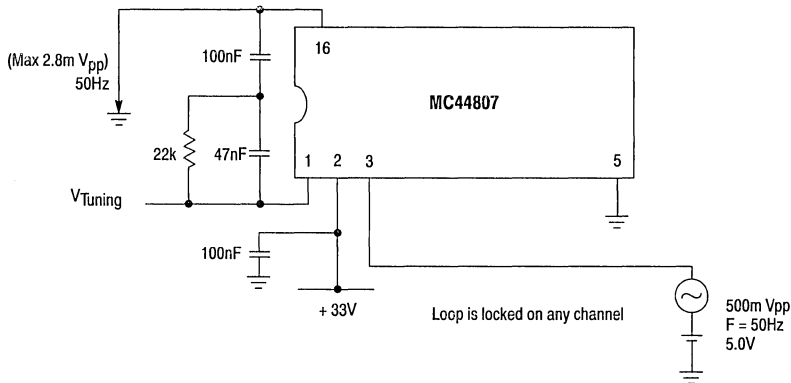 (Max 2.8m Vpp)
50Hz
100nF
16
MC44807
22k
47nF
1
2
3
5
VTuning
100nF
+ 33V
Loop is locked on any channel
500m Vpp
F = 50Hz
5.0V